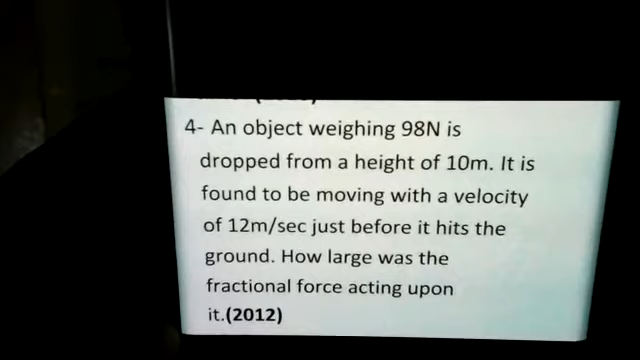 4- An object weighing 98N is
dropped from a height of 10m. It is
found to be moving with a velocity
of 12m/sec just before it hits the
ground. How large was the
fractional force acting upon
it.(2012)